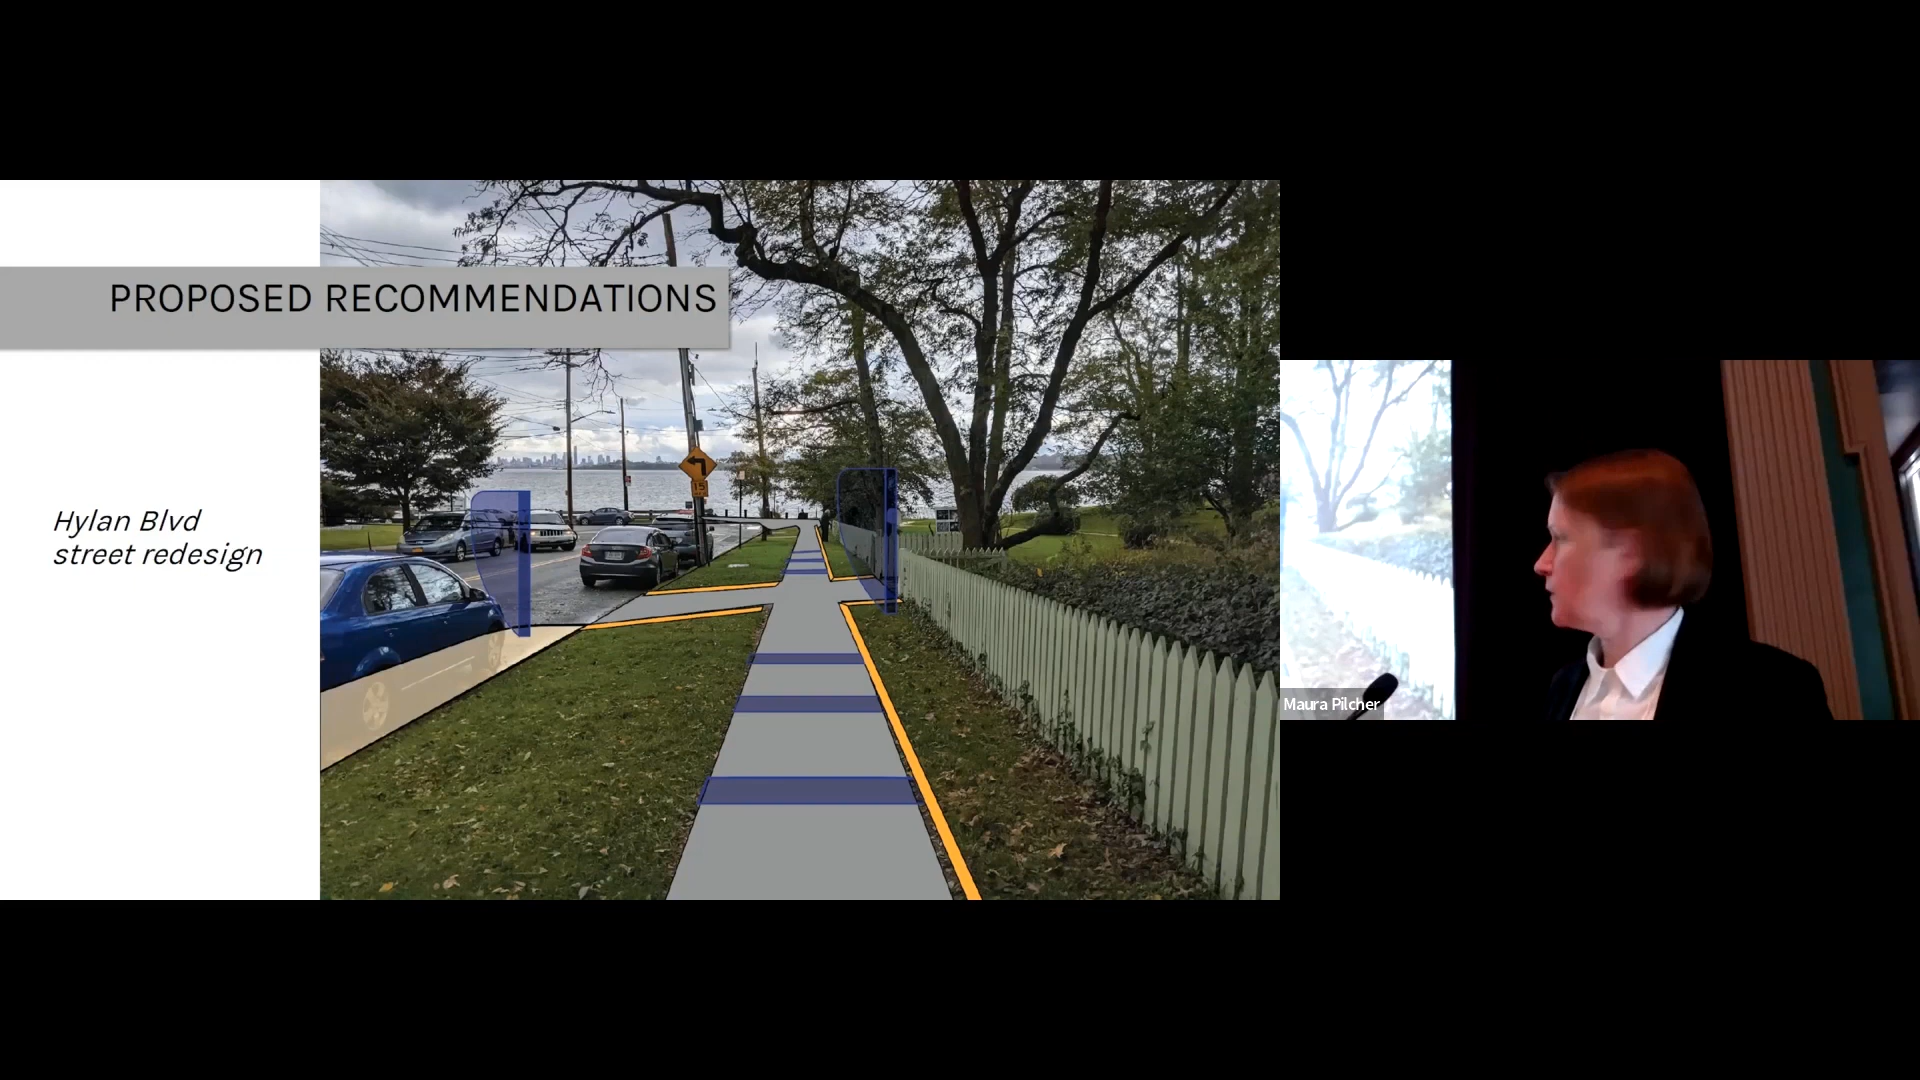 PROPOSED RECOMMENDATIONS
Hylan Blvd
street redesign
15
Maura Pilcher